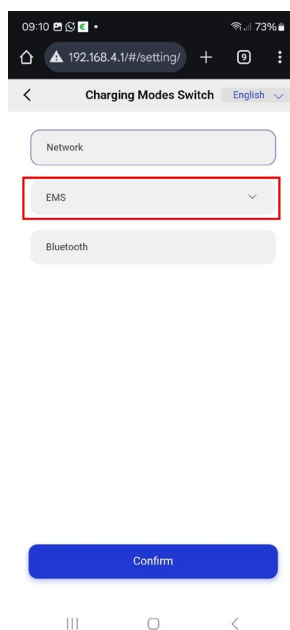 09:10
73%
192.168.4.1/#/setting/
9
Charging Modes Switch
English
Network
EMS
Bluetooth
Confirm